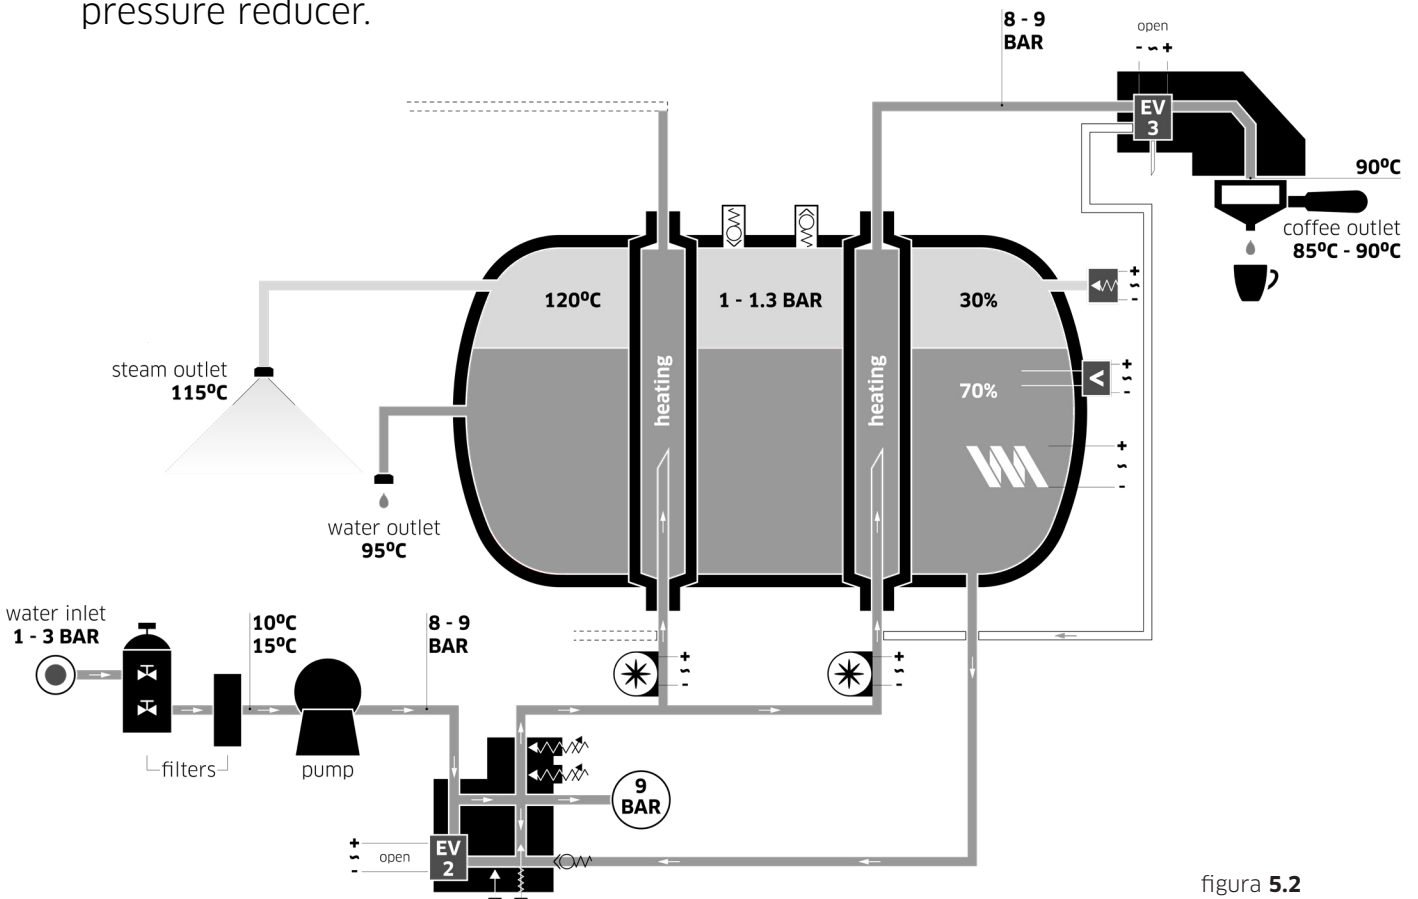 pressure reducer.
8 - 9
BAR
open
- ~ +
EV
3
90ºC
coffee outlet
85ºC - 90ºC
120ºC
1 - 1.3 BAR
30%
+
~
-
steam outlet
115ºC
heating
heating
70%
<
+
~
-
+
~
-
water outlet
95ºC
water inlet
1 - 3 BAR
10ºC
15ºC
8 - 9
BAR
+
~
-
+
~
-
filters
pump
9
BAR
+
~
-
open
EV
2
figura 5.2